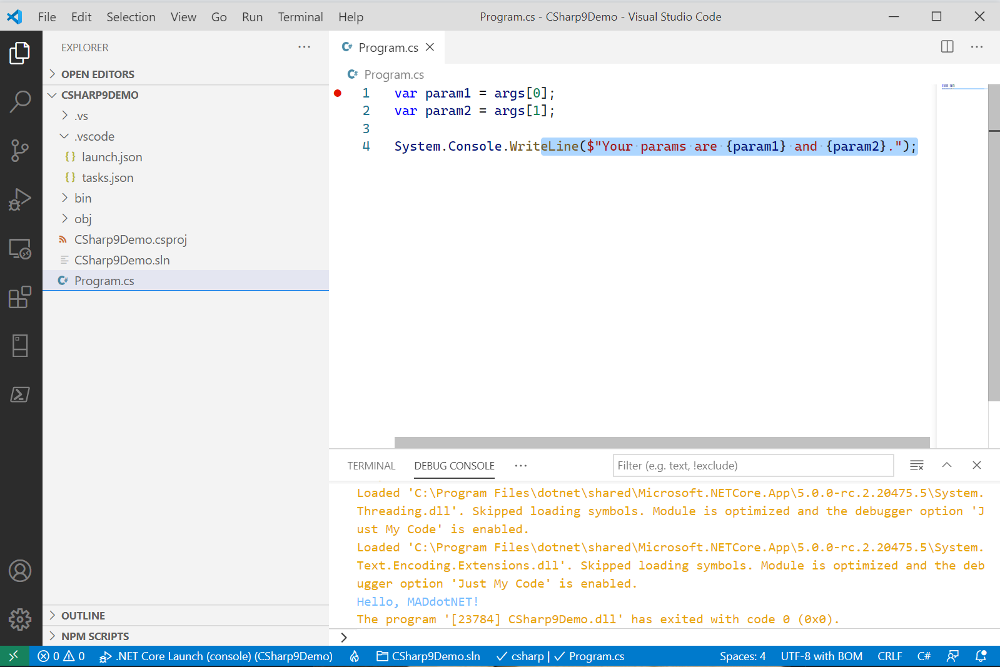 File Edit Selection View Go Run Terminal Help Program.cs - CSharp9Demo - Visual Studio Code
EXPLORER
OPEN EDITORS
CSHARP9DEMO
.vs
.vscode
launch.json
tasks.json
bin
obj
CSharp9Demo.csproj
CSharp9Demo.sln
C# Program.cs
OUTLINE
NPM SCRIPTS
C# Program.cs
C# Program.cs
1 var param1 = args[0];
2 var param2 = args[1];
3
4 System.Console.WriteLine($"Your params are {param1} and {param2}.");
TERMINAL DEBUG CONSOLE Filter (e.g. text, !exclude)
Loaded 'C:\Program Files\dotnet\shared\Microsoft.NETCore.App\5.0.0-rc.2.20475.5\System.
Threading.dll'. Skipped loading symbols. Module is optimized and the debugger option 'J
ust My Code' is enabled.
Loaded 'C:\Program Files\dotnet\shared\Microsoft.NETCore.App\5.0.0-rc.2.20475.5\System.
Text.Encoding.Extensions.dll'. Skipped loading symbols. Module is optimized and the deb
ugger option 'Just My Code' is enabled.
Hello, MADdotNET!
The program '[23784] CSharp9Demo.dll' has exited with code 0 (0x0).
0 0 .NET Core Launch (console) (CSharp9Demo) CSharp9Demo.sln csharp | Program.cs Spaces: 4 UTF-8 with BOM CRLF C#